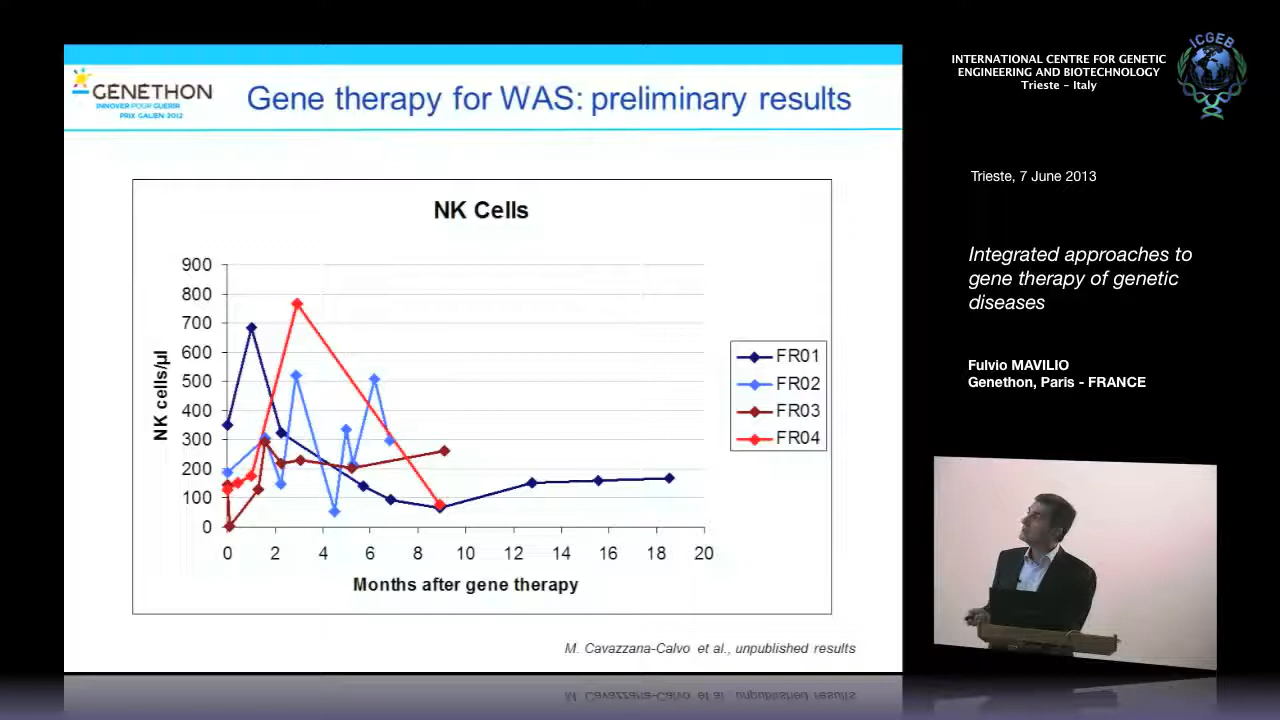 GENETHON
INNOVER POUR GUÉRIR
PRIX GALIEN 2012
Gene therapy for WAS: preliminary results
NK Cells
900
800
700
600
500
400
300
200
100
0
NK cells/µl
0 2 4 6 8 10 12 14 16 18 20
Months after gene therapy
FR01
FR02
FR03
FR04
M. Cavazzana-Calvo et al., unpublished results
ICGEB
INTERNATIONAL CENTRE FOR GENETIC
ENGINEERING AND BIOTECHNOLOGY
Trieste - Italy
Trieste, 7 June 2013
Integrated approaches to
gene therapy of genetic
diseases
Fulvio MAVILIO
Genethon, Paris - FRANCE